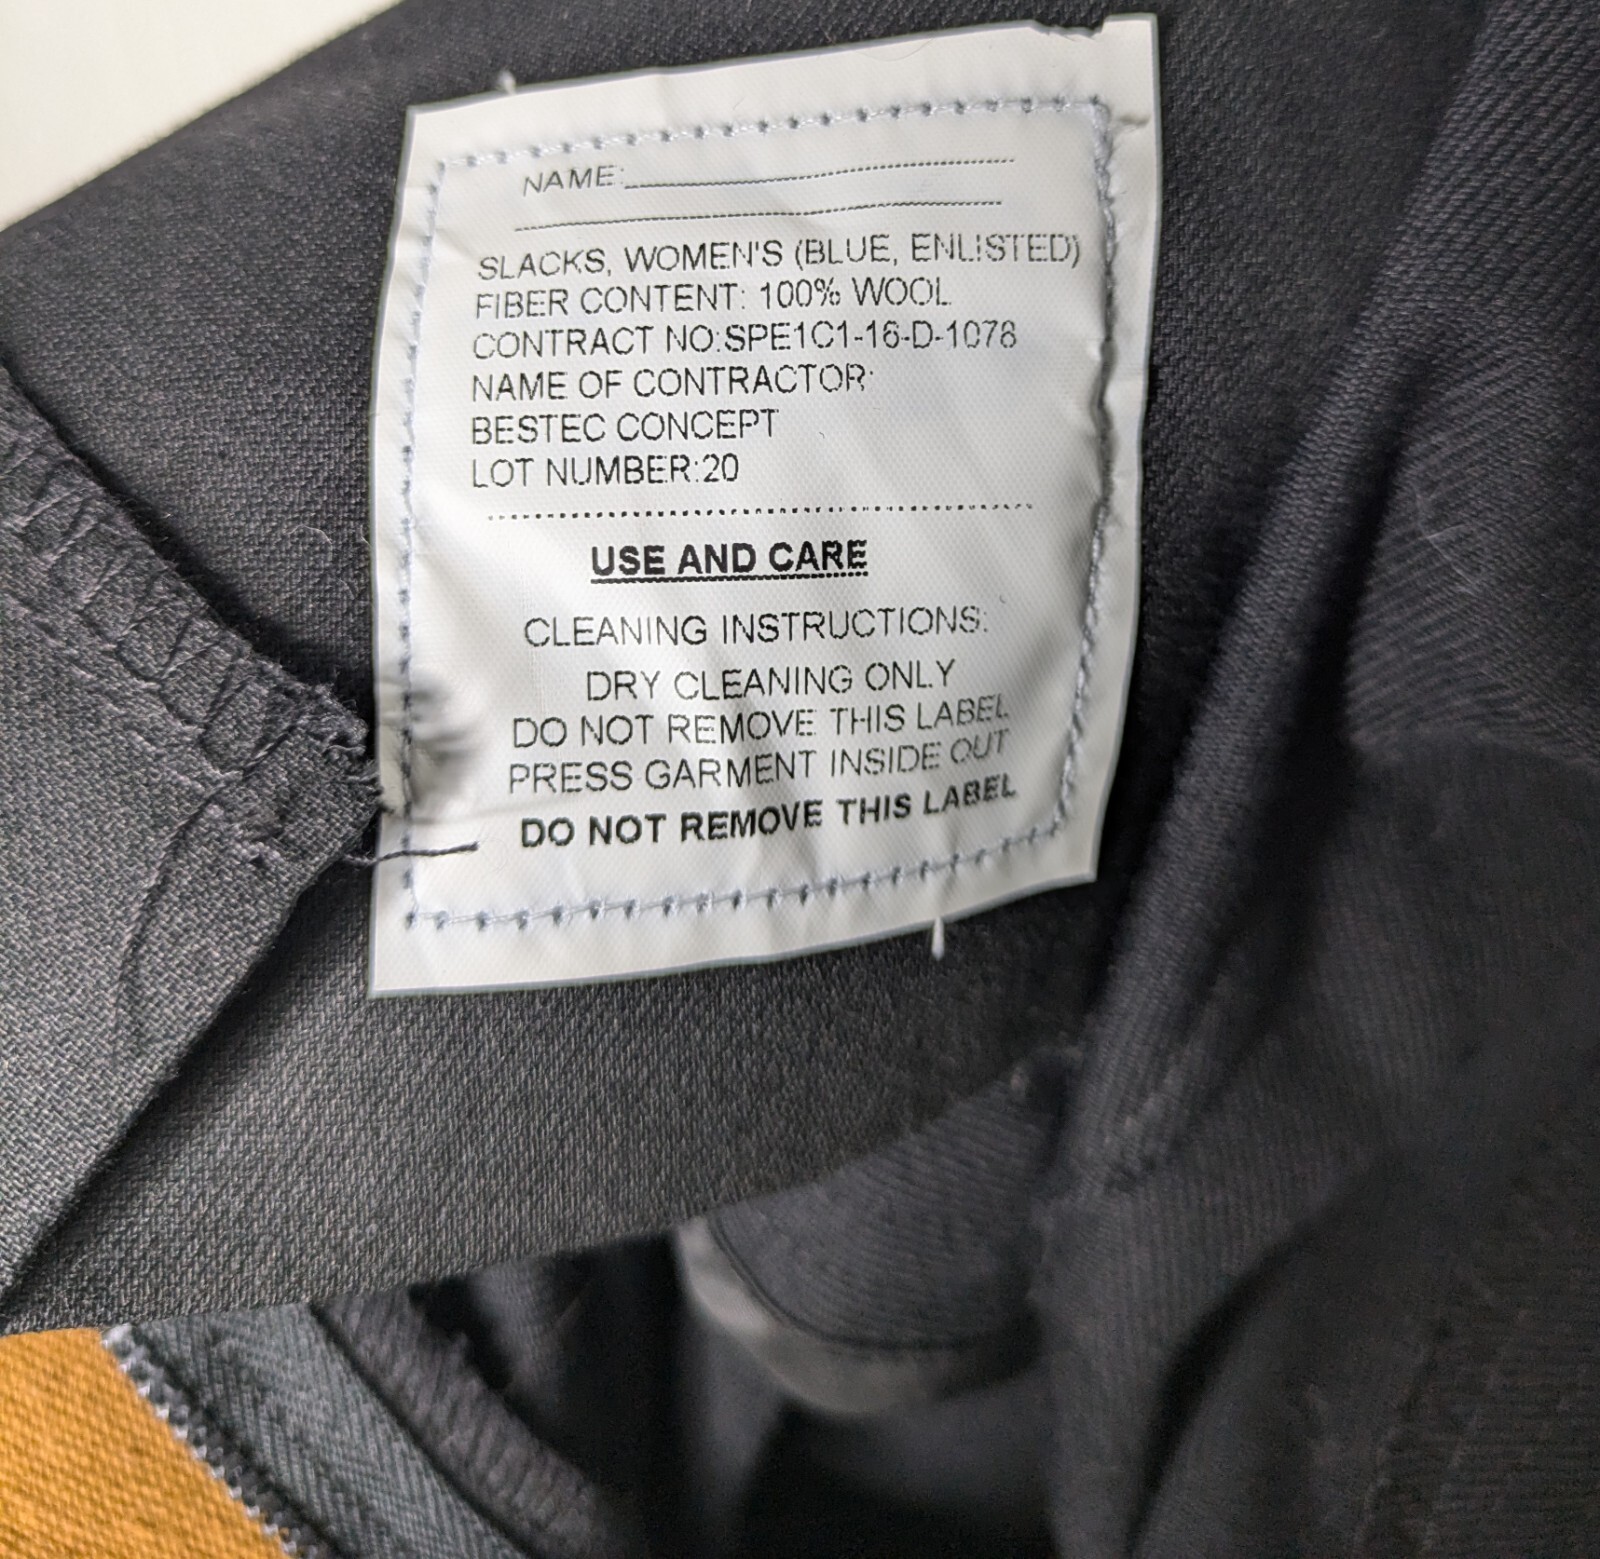 NAME:
SLACKS, WOMEN'S (BLUE, ENLISTED)
FIBER CONTENT: 100% WOOL
CONTRACT NO:SPE1C1-16-D-1078
NAME OF CONTRACTOR:
BESTEC CONCEPT
LOT NUMBER:20
USE AND CARE
CLEANING INSTRUCTIONS:
DRY CLEANING ONLY
DO NOT REMOVE THIS LABEL
PRESS GARMENT INSIDE OUT
DO NOT REMOVE THIS LABEL